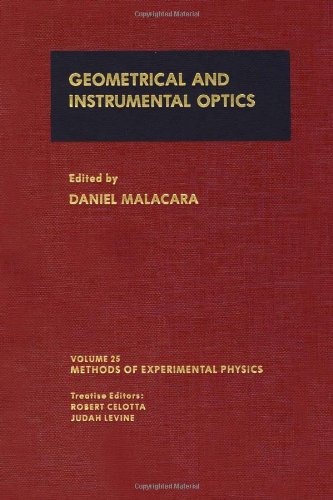 GEOMETRICAL AND
INSTRUMENTAL OPTICS
Edited by
DANIEL MALACARA
VOLUME 25
METHODS OF EXPERIMENTAL PHYSICS
Treatise Editors:
ROBERT CELOTTA
JUDAH LEVINE